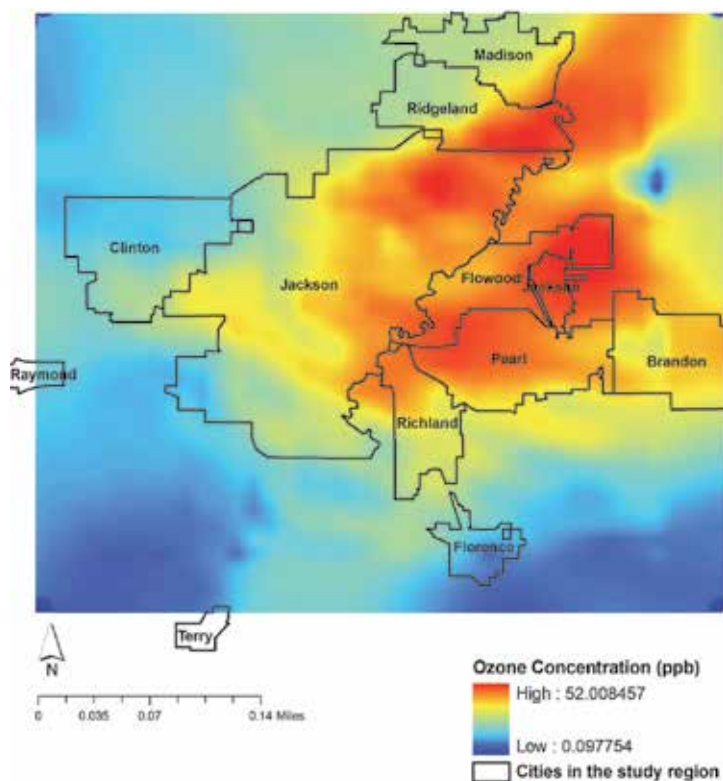 Madison
Ridgeland
Clinton
Jackson
Flowood
Jackson
Pearl
Brandon
Raymond
Richland
Florence
Terry
N
0 0.035 0.07 0.14 Miles
Ozone Concentration (ppb)
High : 52.008457
Low : 0.097754
Cities in the study region